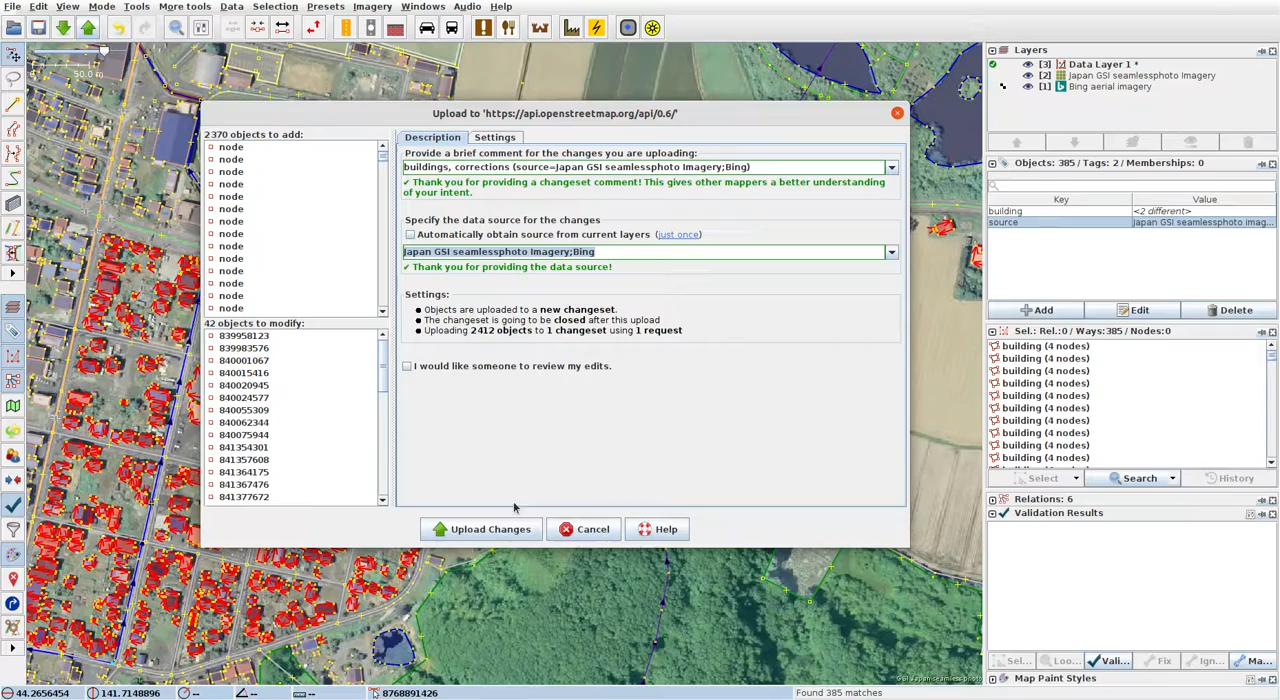 File Edit View Mode Tools More tools Data Selection Presets Imagery Windows Audio Help
50.0 m
Upload to 'https://api.openstreetmap.org/api/0.6/'
2370 objects to add:
node
node
node
node
node
node
node
node
node
node
node
node
node
node
42 objects to modify:
839958123
839983576
840001067
840015416
840020945
840024577
840055309
840062344
840075944
841354301
841357608
841364175
841367476
841377672
Description Settings
Provide a brief comment for the changes you are uploading:
buildings, corrections (source=Japan GSI seamlessphoto Imagery;Bing)
✔ Thank you for providing a changeset comment! This gives other mappers a better understanding
of your intent.
Specify the data source for the changes
Automatically obtain source from current layers (just once)
Japan GSI seamlessphoto Imagery;Bing
✔ Thank you for providing the data source!
Settings:
● Objects are uploaded to a new changeset.
● The changeset is going to be closed after this upload
● Uploading 2412 objects to 1 changeset using 1 request
I would like someone to review my edits.
Upload Changes Cancel Help
Layers
[3] Data Layer 1 *
[2] Japan GSI seamlessphoto Imagery
[1] Bing aerial imagery
Objects: 385 / Tags: 2 / Memberships: 0
Key Value
building <2 different>
source Japan GSI seamlessphoto imag...
Add Edit Delete
Sel.: Rel.:0 / Ways:385 / Nodes:0
building (4 nodes)
building (4 nodes)
building (4 nodes)
building (4 nodes)
building (4 nodes)
building (4 nodes)
building (4 nodes)
building (4 nodes)
building (4 nodes)
building (4 nodes)
Select Search History
Relations: 6
Validation Results
Sel... Loo... Vali... Fix Ign... Ma...
Map Paint Styles
44.2656454 141.7148896 -- -- -- 8768891426 Found 385 matches